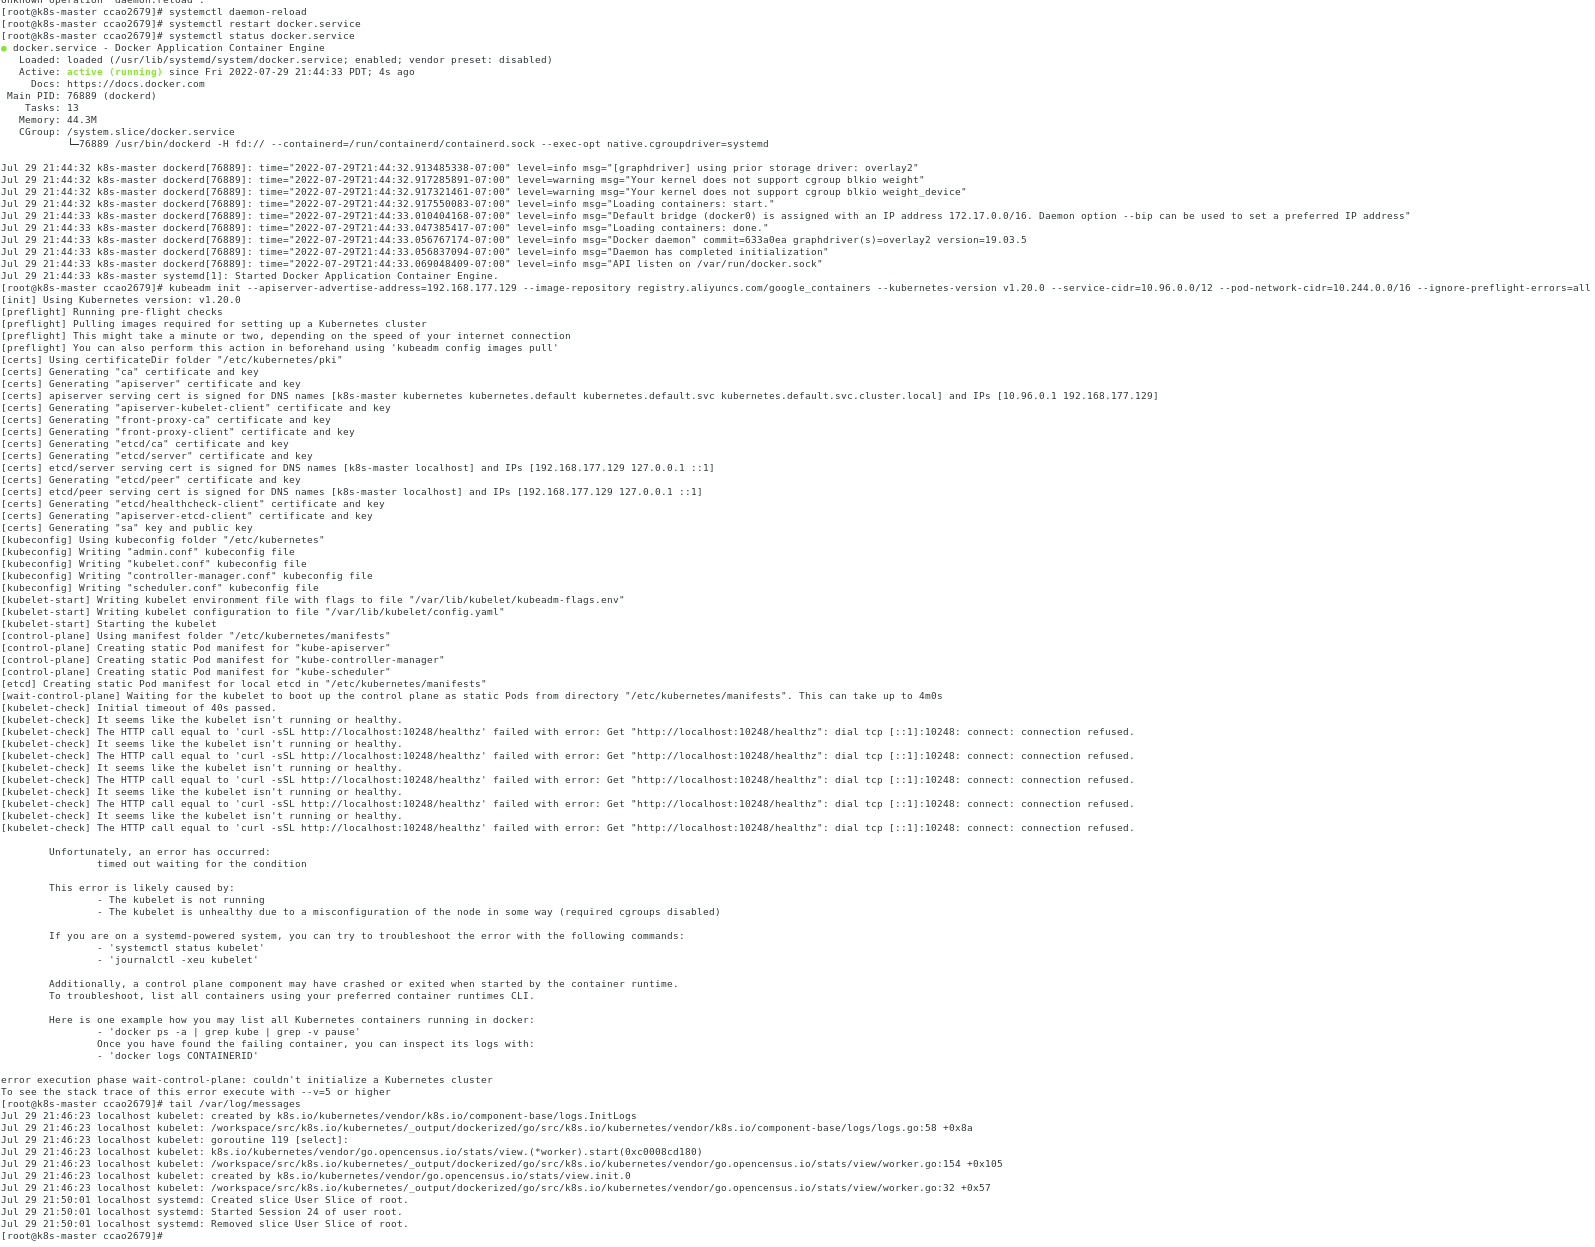 unknown operation 'daemon.reload'.
[root@k8s-master ccao2679]# systemctl daemon-reload
[root@k8s-master ccao2679]# systemctl restart docker.service
[root@k8s-master ccao2679]# systemctl status docker.service
● docker.service - Docker Application Container Engine
   Loaded: loaded (/usr/lib/systemd/system/docker.service; enabled; vendor preset: disabled)
   Active: active (running) since Fri 2022-07-29 21:44:33 PDT; 4s ago
     Docs: https://docs.docker.com
 Main PID: 76889 (dockerd)
    Tasks: 13
   Memory: 44.3M
   CGroup: /system.slice/docker.service
           └─76889 /usr/bin/dockerd -H fd:// --containerd=/run/containerd/containerd.sock --exec-opt native.cgroupdriver=systemd

Jul 29 21:44:32 k8s-master dockerd[76889]: time="2022-07-29T21:44:32.913485338-07:00" level=info msg="[graphdriver] using prior storage driver: overlay2"
Jul 29 21:44:32 k8s-master dockerd[76889]: time="2022-07-29T21:44:32.917285891-07:00" level=warning msg="Your kernel does not support cgroup blkio weight"
Jul 29 21:44:32 k8s-master dockerd[76889]: time="2022-07-29T21:44:32.917321461-07:00" level=warning msg="Your kernel does not support cgroup blkio weight_device"
Jul 29 21:44:32 k8s-master dockerd[76889]: time="2022-07-29T21:44:32.917550083-07:00" level=info msg="Loading containers: start."
Jul 29 21:44:33 k8s-master dockerd[76889]: time="2022-07-29T21:44:33.010404168-07:00" level=info msg="Default bridge (docker0) is assigned with an IP address 172.17.0.0/16. Daemon option --bip can be used to set a preferred IP address"
Jul 29 21:44:33 k8s-master dockerd[76889]: time="2022-07-29T21:44:33.047385417-07:00" level=info msg="Loading containers: done."
Jul 29 21:44:33 k8s-master dockerd[76889]: time="2022-07-29T21:44:33.056767174-07:00" level=info msg="Docker daemon" commit=633a0ea graphdriver(s)=overlay2 version=19.03.5
Jul 29 21:44:33 k8s-master dockerd[76889]: time="2022-07-29T21:44:33.056837094-07:00" level=info msg="Daemon has completed initialization"
Jul 29 21:44:33 k8s-master dockerd[76889]: time="2022-07-29T21:44:33.069048409-07:00" level=info msg="API listen on /var/run/docker.sock"
Jul 29 21:44:33 k8s-master systemd[1]: Started Docker Application Container Engine.
[root@k8s-master ccao2679]# kubeadm init --apiserver-advertise-address=192.168.177.129 --image-repository registry.aliyuncs.com/google_containers --kubernetes-version v1.20.0 --service-cidr=10.96.0.0/12 --pod-network-cidr=10.244.0.0/16 --ignore-preflight-errors=all
[init] Using Kubernetes version: v1.20.0
[preflight] Running pre-flight checks
[preflight] Pulling images required for setting up a Kubernetes cluster
[preflight] This might take a minute or two, depending on the speed of your internet connection
[preflight] You can also perform this action in beforehand using 'kubeadm config images pull'
[certs] Using certificateDir folder "/etc/kubernetes/pki"
[certs] Generating "ca" certificate and key
[certs] Generating "apiserver" certificate and key
[certs] apiserver serving cert is signed for DNS names [k8s-master kubernetes kubernetes.default kubernetes.default.svc kubernetes.default.svc.cluster.local] and IPs [10.96.0.1 192.168.177.129]
[certs] Generating "apiserver-kubelet-client" certificate and key
[certs] Generating "front-proxy-ca" certificate and key
[certs] Generating "front-proxy-client" certificate and key
[certs] Generating "etcd/ca" certificate and key
[certs] Generating "etcd/server" certificate and key
[certs] etcd/server serving cert is signed for DNS names [k8s-master localhost] and IPs [192.168.177.129 127.0.0.1 ::1]
[certs] Generating "etcd/peer" certificate and key
[certs] etcd/peer serving cert is signed for DNS names [k8s-master localhost] and IPs [192.168.177.129 127.0.0.1 ::1]
[certs] Generating "etcd/healthcheck-client" certificate and key
[certs] Generating "apiserver-etcd-client" certificate and key
[certs] Generating "sa" key and public key
[kubeconfig] Using kubeconfig folder "/etc/kubernetes"
[kubeconfig] Writing "admin.conf" kubeconfig file
[kubeconfig] Writing "kubelet.conf" kubeconfig file
[kubeconfig] Writing "controller-manager.conf" kubeconfig file
[kubeconfig] Writing "scheduler.conf" kubeconfig file
[kubelet-start] Writing kubelet environment file with flags to file "/var/lib/kubelet/kubeadm-flags.env"
[kubelet-start] Writing kubelet configuration to file "/var/lib/kubelet/config.yaml"
[kubelet-start] Starting the kubelet
[control-plane] Using manifest folder "/etc/kubernetes/manifests"
[control-plane] Creating static Pod manifest for "kube-apiserver"
[control-plane] Creating static Pod manifest for "kube-controller-manager"
[control-plane] Creating static Pod manifest for "kube-scheduler"
[etcd] Creating static Pod manifest for local etcd in "/etc/kubernetes/manifests"
[wait-control-plane] Waiting for the kubelet to boot up the control plane as static Pods from directory "/etc/kubernetes/manifests". This can take up to 4m0s
[kubelet-check] Initial timeout of 40s passed.
[kubelet-check] It seems like the kubelet isn't running or healthy.
[kubelet-check] The HTTP call equal to 'curl -sSL http://localhost:10248/healthz' failed with error: Get "http://localhost:10248/healthz": dial tcp [::1]:10248: connect: connection refused.
[kubelet-check] It seems like the kubelet isn't running or healthy.
[kubelet-check] The HTTP call equal to 'curl -sSL http://localhost:10248/healthz' failed with error: Get "http://localhost:10248/healthz": dial tcp [::1]:10248: connect: connection refused.
[kubelet-check] It seems like the kubelet isn't running or healthy.
[kubelet-check] The HTTP call equal to 'curl -sSL http://localhost:10248/healthz' failed with error: Get "http://localhost:10248/healthz": dial tcp [::1]:10248: connect: connection refused.
[kubelet-check] It seems like the kubelet isn't running or healthy.
[kubelet-check] The HTTP call equal to 'curl -sSL http://localhost:10248/healthz' failed with error: Get "http://localhost:10248/healthz": dial tcp [::1]:10248: connect: connection refused.
[kubelet-check] It seems like the kubelet isn't running or healthy.
[kubelet-check] The HTTP call equal to 'curl -sSL http://localhost:10248/healthz' failed with error: Get "http://localhost:10248/healthz": dial tcp [::1]:10248: connect: connection refused.

        Unfortunately, an error has occurred:
                timed out waiting for the condition

        This error is likely caused by:
                - The kubelet is not running
                - The kubelet is unhealthy due to a misconfiguration of the node in some way (required cgroups disabled)

        If you are on a systemd-powered system, you can try to troubleshoot the error with the following commands:
                - 'systemctl status kubelet'
                - 'journalctl -xeu kubelet'

        Additionally, a control plane component may have crashed or exited when started by the container runtime.
        To troubleshoot, list all containers using your preferred container runtimes CLI.

        Here is one example how you may list all Kubernetes containers running in docker:
                - 'docker ps -a | grep kube | grep -v pause'
                Once you have found the failing container, you can inspect its logs with:
                - 'docker logs CONTAINERID'

error execution phase wait-control-plane: couldn't initialize a Kubernetes cluster
To see the stack trace of this error execute with --v=5 or higher
[root@k8s-master ccao2679]# tail /var/log/messages
Jul 29 21:46:23 localhost kubelet: created by k8s.io/kubernetes/vendor/k8s.io/component-base/logs.InitLogs
Jul 29 21:46:23 localhost kubelet: /workspace/src/k8s.io/kubernetes/_output/dockerized/go/src/k8s.io/kubernetes/vendor/k8s.io/component-base/logs/logs.go:58 +0x8a
Jul 29 21:46:23 localhost kubelet: goroutine 119 [select]:
Jul 29 21:46:23 localhost kubelet: k8s.io/kubernetes/vendor/go.opencensus.io/stats/view.(*worker).start(0xc0008cd180)
Jul 29 21:46:23 localhost kubelet: /workspace/src/k8s.io/kubernetes/_output/dockerized/go/src/k8s.io/kubernetes/vendor/go.opencensus.io/stats/view/worker.go:154 +0x105
Jul 29 21:46:23 localhost kubelet: created by k8s.io/kubernetes/vendor/go.opencensus.io/stats/view.init.0
Jul 29 21:46:23 localhost kubelet: /workspace/src/k8s.io/kubernetes/_output/dockerized/go/src/k8s.io/kubernetes/vendor/go.opencensus.io/stats/view/worker.go:32 +0x57
Jul 29 21:50:01 localhost systemd: Created slice User Slice of root.
Jul 29 21:50:01 localhost systemd: Started Session 24 of user root.
Jul 29 21:50:01 localhost systemd: Removed slice User Slice of root.
[root@k8s-master ccao2679]#